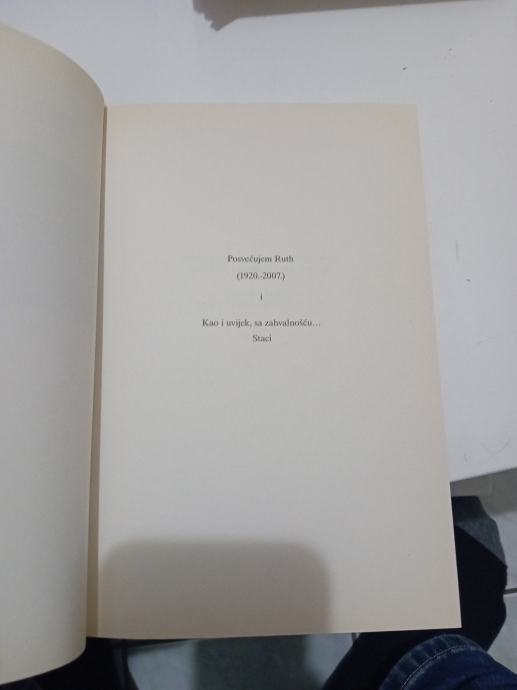 Posvećujem Ruth
(1920.-2007.)
i
Kao i uvijek, sa zahvalnošću...
Staci